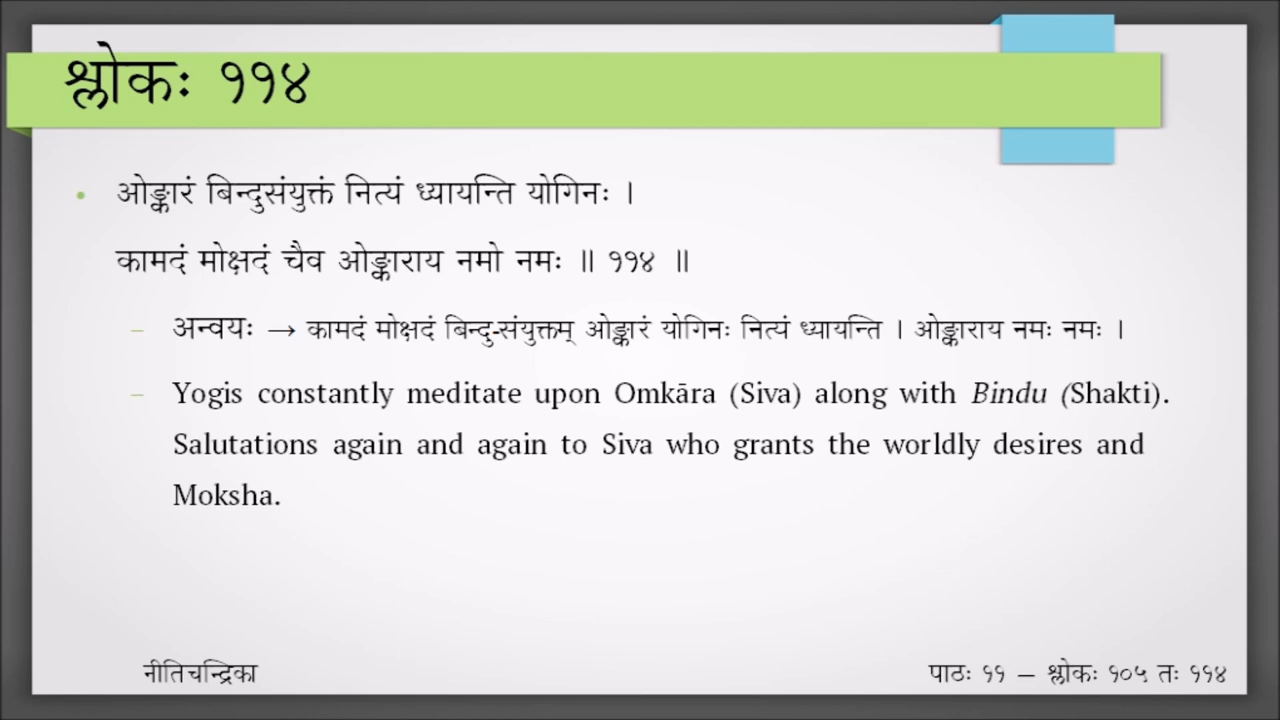 श्लोकः ११४
• ओङ्कारं बिन्दुसंयुक्तं नित्यं ध्यायन्ति योगिनः ।
कामदं मोक्षदं चैव ओङ्काराय नमो नमः ॥ ११४ ॥
– अन्वयः → कामदं मोक्षदं बिन्दु-संयुक्तम् ओङ्कारं योगिनः नित्यं ध्यायन्ति । ओङ्काराय नमः नमः ।
– Yogis constantly meditate upon Omkāra (Siva) along with Bindu (Shakti).
Salutations again and again to Siva who grants the worldly desires and
Moksha.
नीतिचन्द्रिका
पाठः ११ – श्लोकः १०५ तः ११४